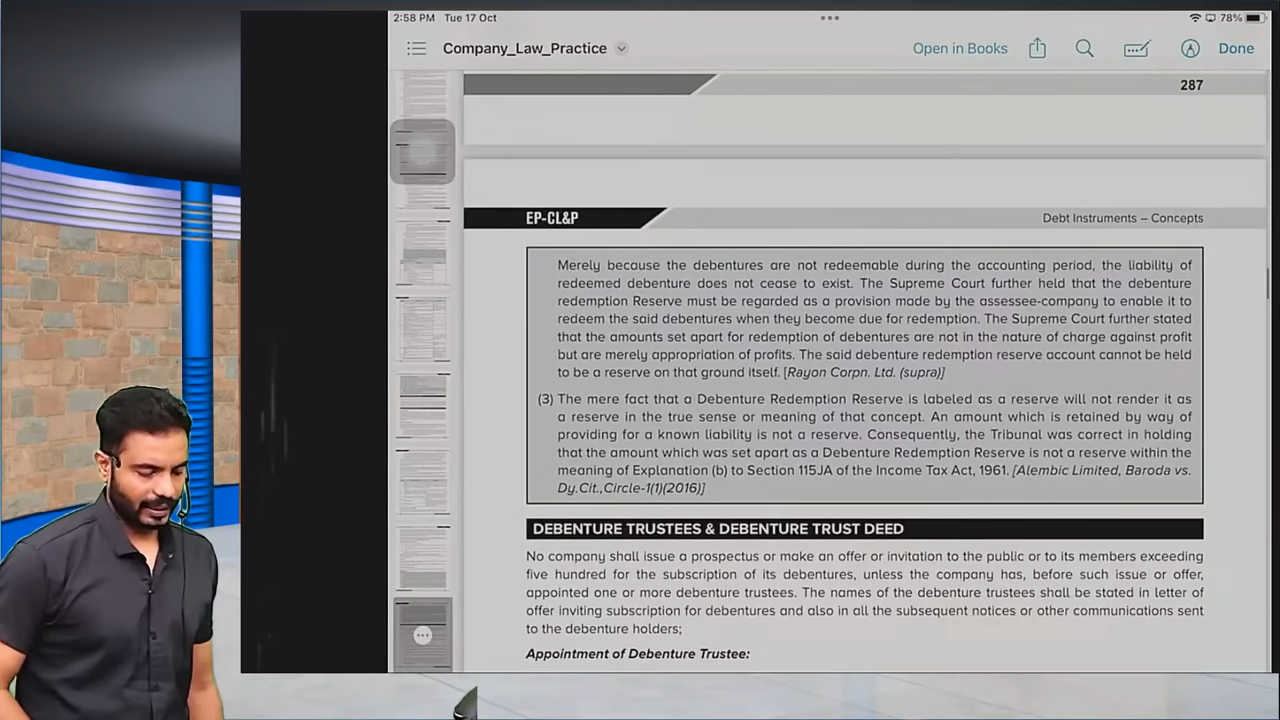 2:58 PM Tue 17 Oct
78%
Company_Law_Practice
Open in Books
Done
287
EP-CL&P
Debt Instruments – Concepts
Merely because the debentures are not redeemable during the accounting period, the liability of
redeemed debenture does not cease to exist. The Supreme Court further held that the debenture
redemption Reserve must be regarded as a provision made by the assessee-company to enable it to
redeem the said debentures when they become due for redemption. The Supreme Court further stated
that the amounts set apart for redemption of debentures are not in the nature of charge against profit
but are merely appropriation of profits. The said debenture redemption reserve account cannot be held
to be a reserve on that ground itself. [Rayon Corpn. Ltd. (supra)]
(3) The mere fact that a Debenture Redemption Reserve is labeled as a reserve will not render it as
a reserve in the true sense or meaning of that concept. An amount which is retained by way of
providing for a known liability is not a reserve. Consequently, the Tribunal was correct in holding
that the amount which was set apart as a Debenture Redemption Reserve is not a reserve within the
meaning of Explanation (b) to Section 115JA of the Income Tax Act, 1961. [Alembic Limited, Baroda vs.
Dy.Cit.,Circle-1(1)(2016)]
DEBENTURE TRUSTEES & DEBENTURE TRUST DEED
No company shall issue a prospectus or make an offer or invitation to the public or to its members exceeding
five hundred for the subscription of its debentures, unless the company has, before such issue or offer,
appointed one or more debenture trustees. The names of the debenture trustees shall be stated in letter of
offer inviting subscription for debentures and also in all the subsequent notices or other communications sent
to the debenture holders;
Appointment of Debenture Trustee: